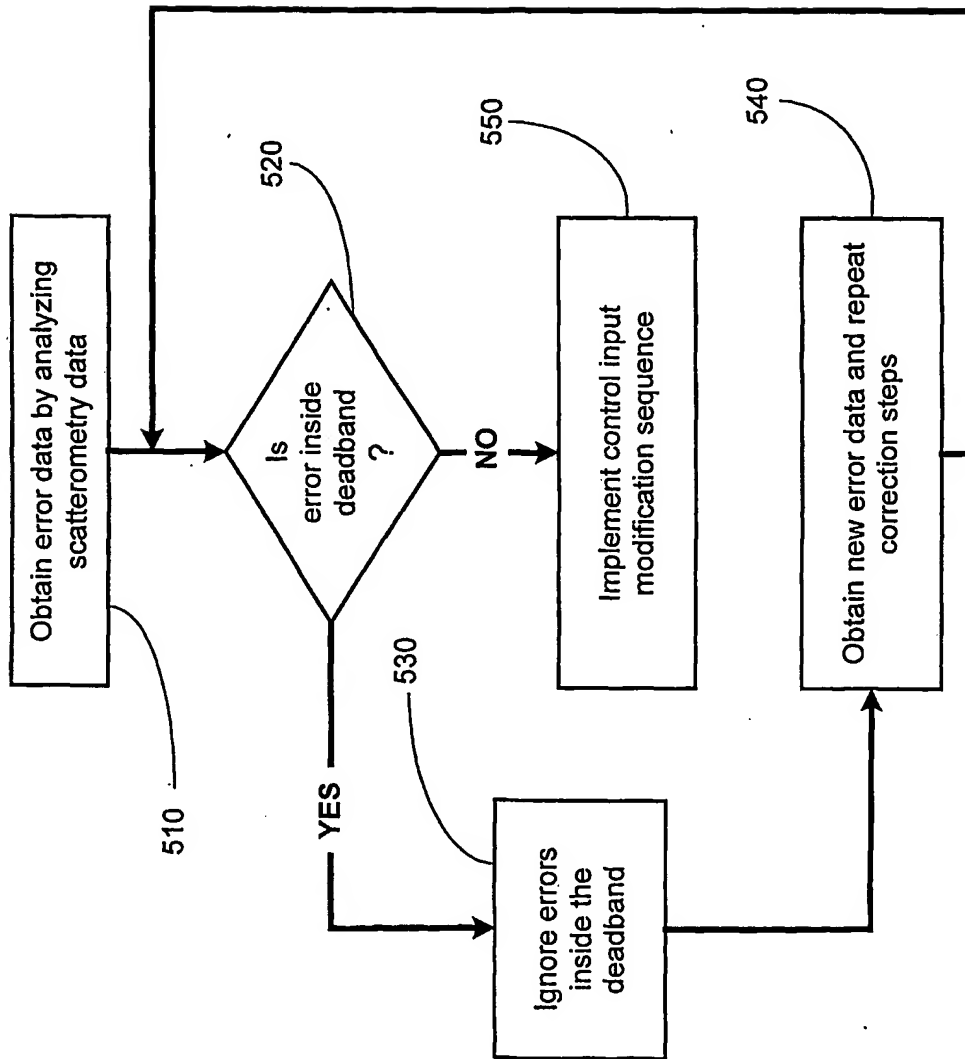 Obtain error data by analyzing
scatterometry data
510
Is
error inside
deadband
?
520
YES
NO
530
Ignore errors
inside the
deadband
Implement control input
modification sequence
550
Obtain new error data and repeat
correction steps
540